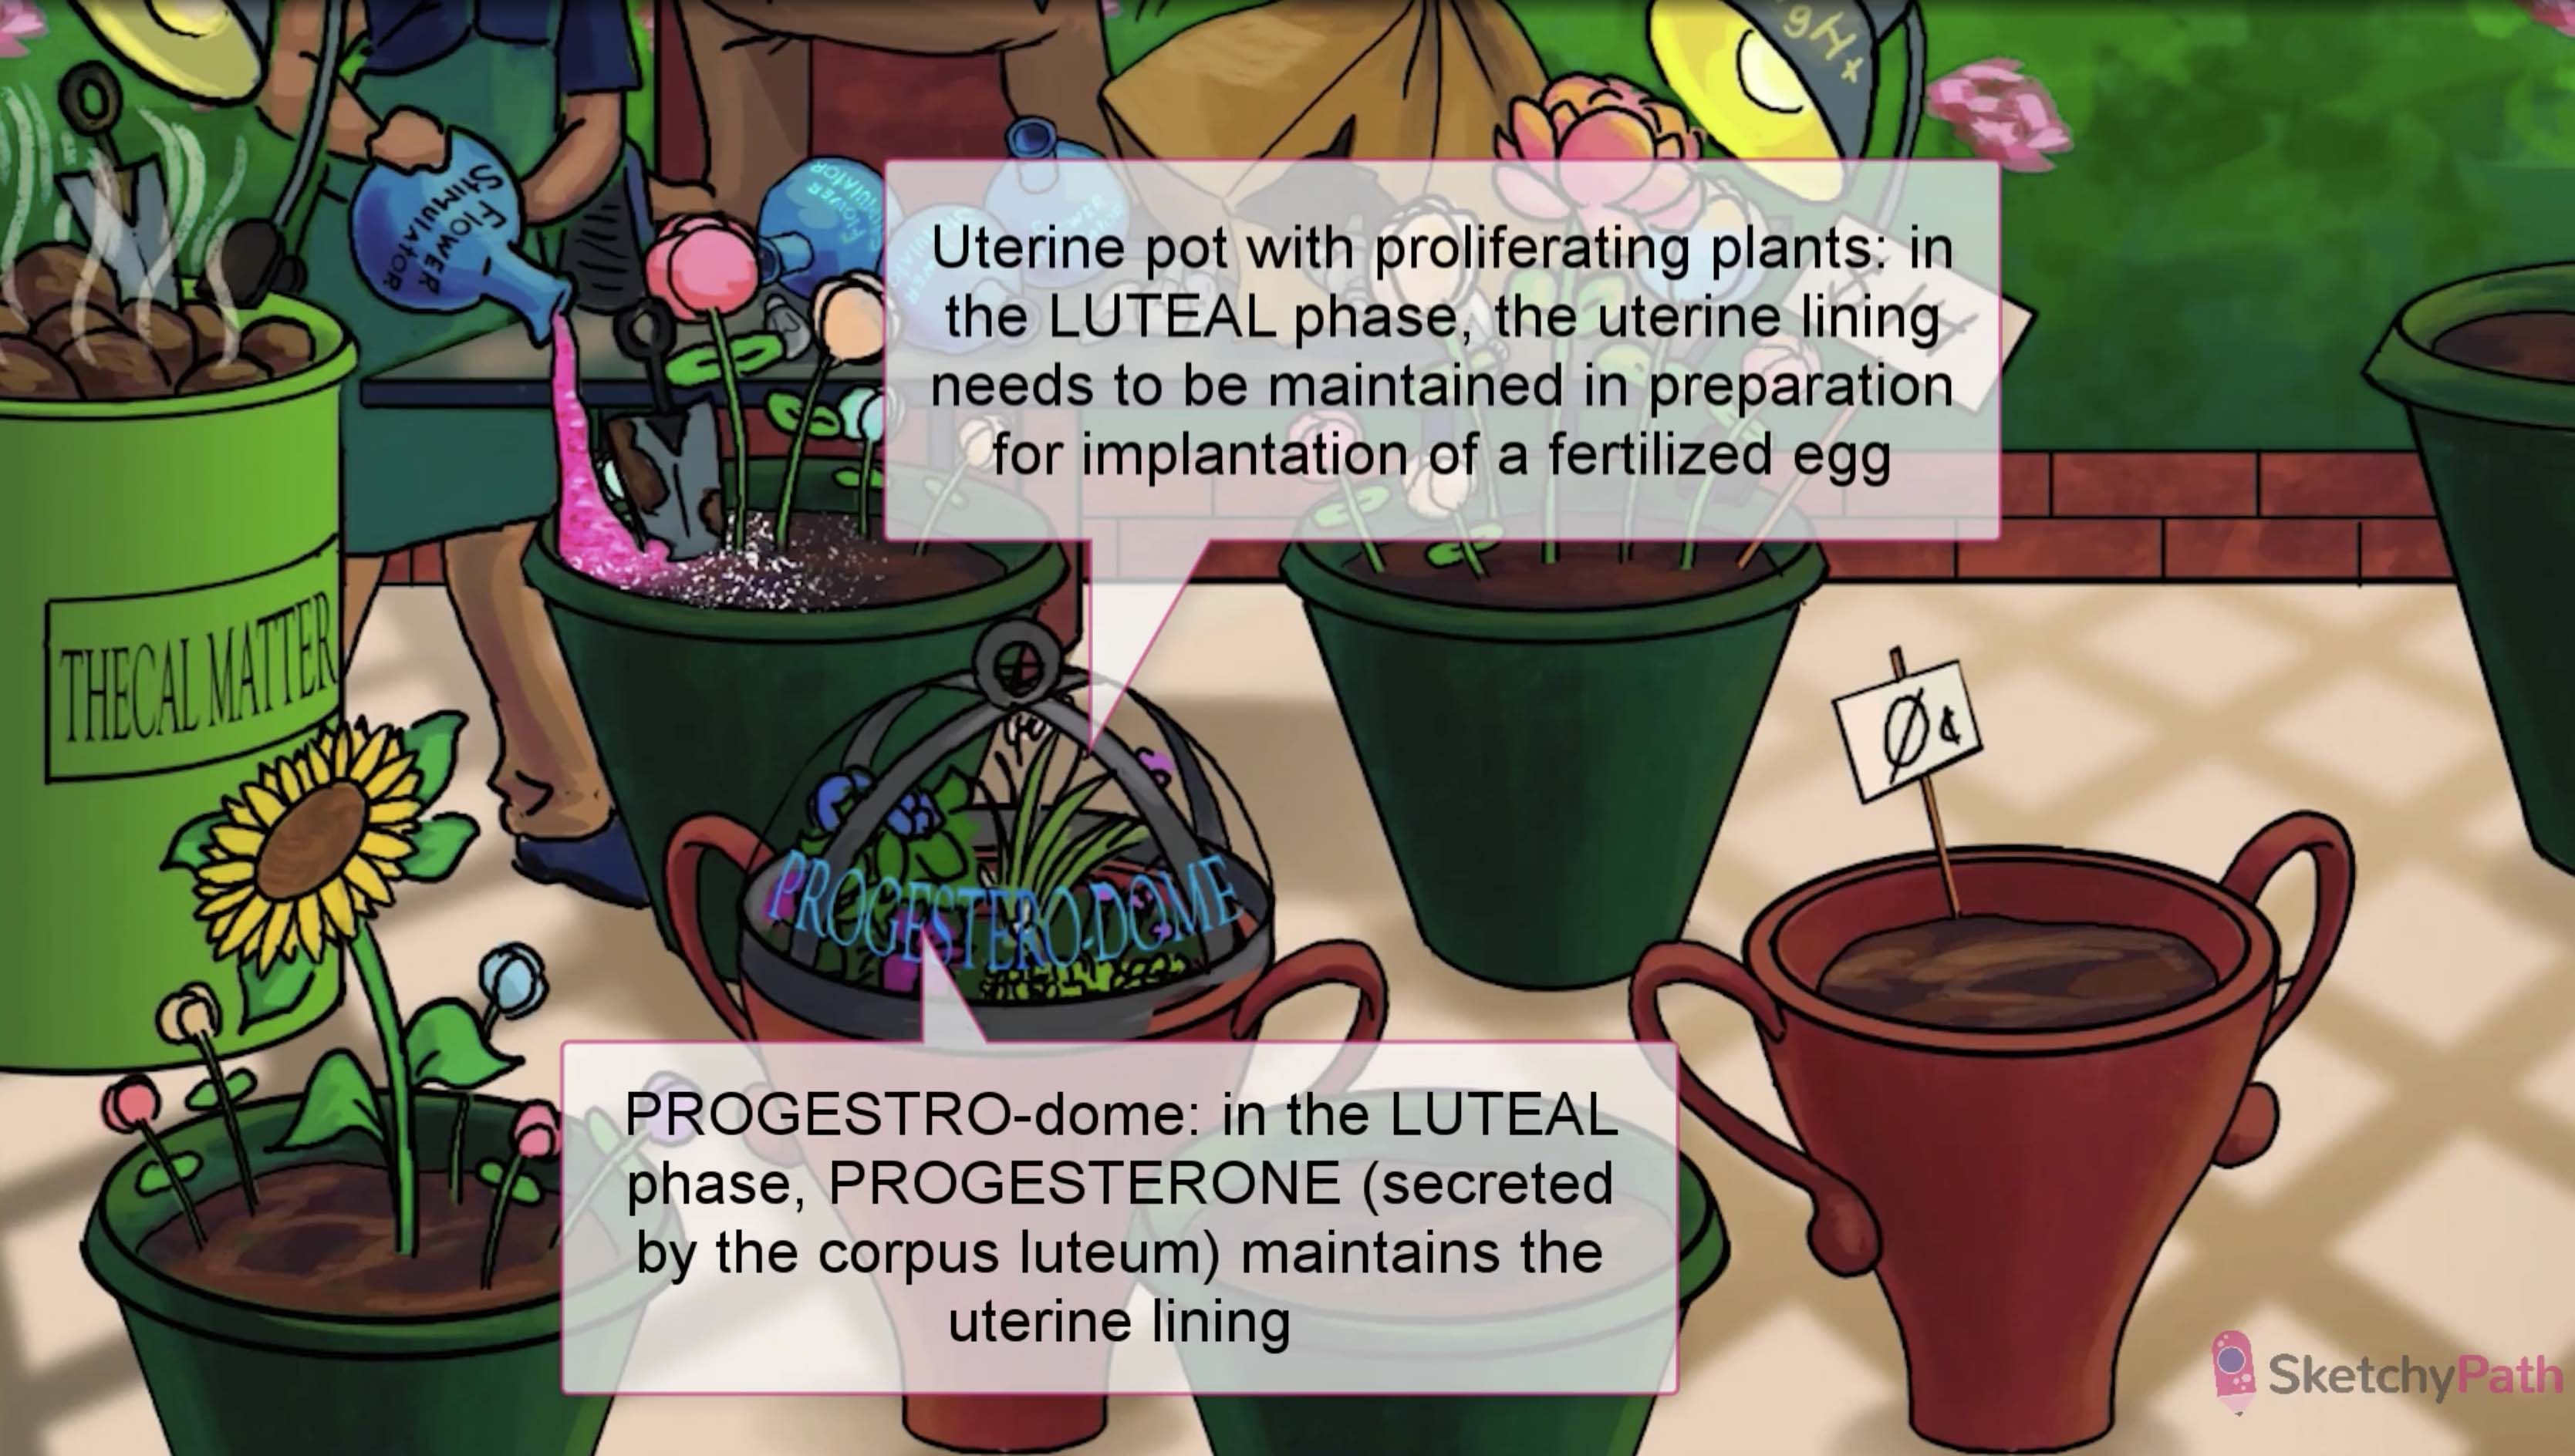 FLOWER
STIMULATOR
FLOWER
Uterine pot with proliferating plants: in
the LUTEAL phase, the uterine lining
needs to be maintained in preparation
for implantation of a fertilized egg
THECAL MATTER
0¢
PROGESTERO-DOME
PROGESTRO-dome: in the LUTEAL
phase, PROGESTERONE (secreted
by the corpus luteum) maintains the
uterine lining
SketchyPath